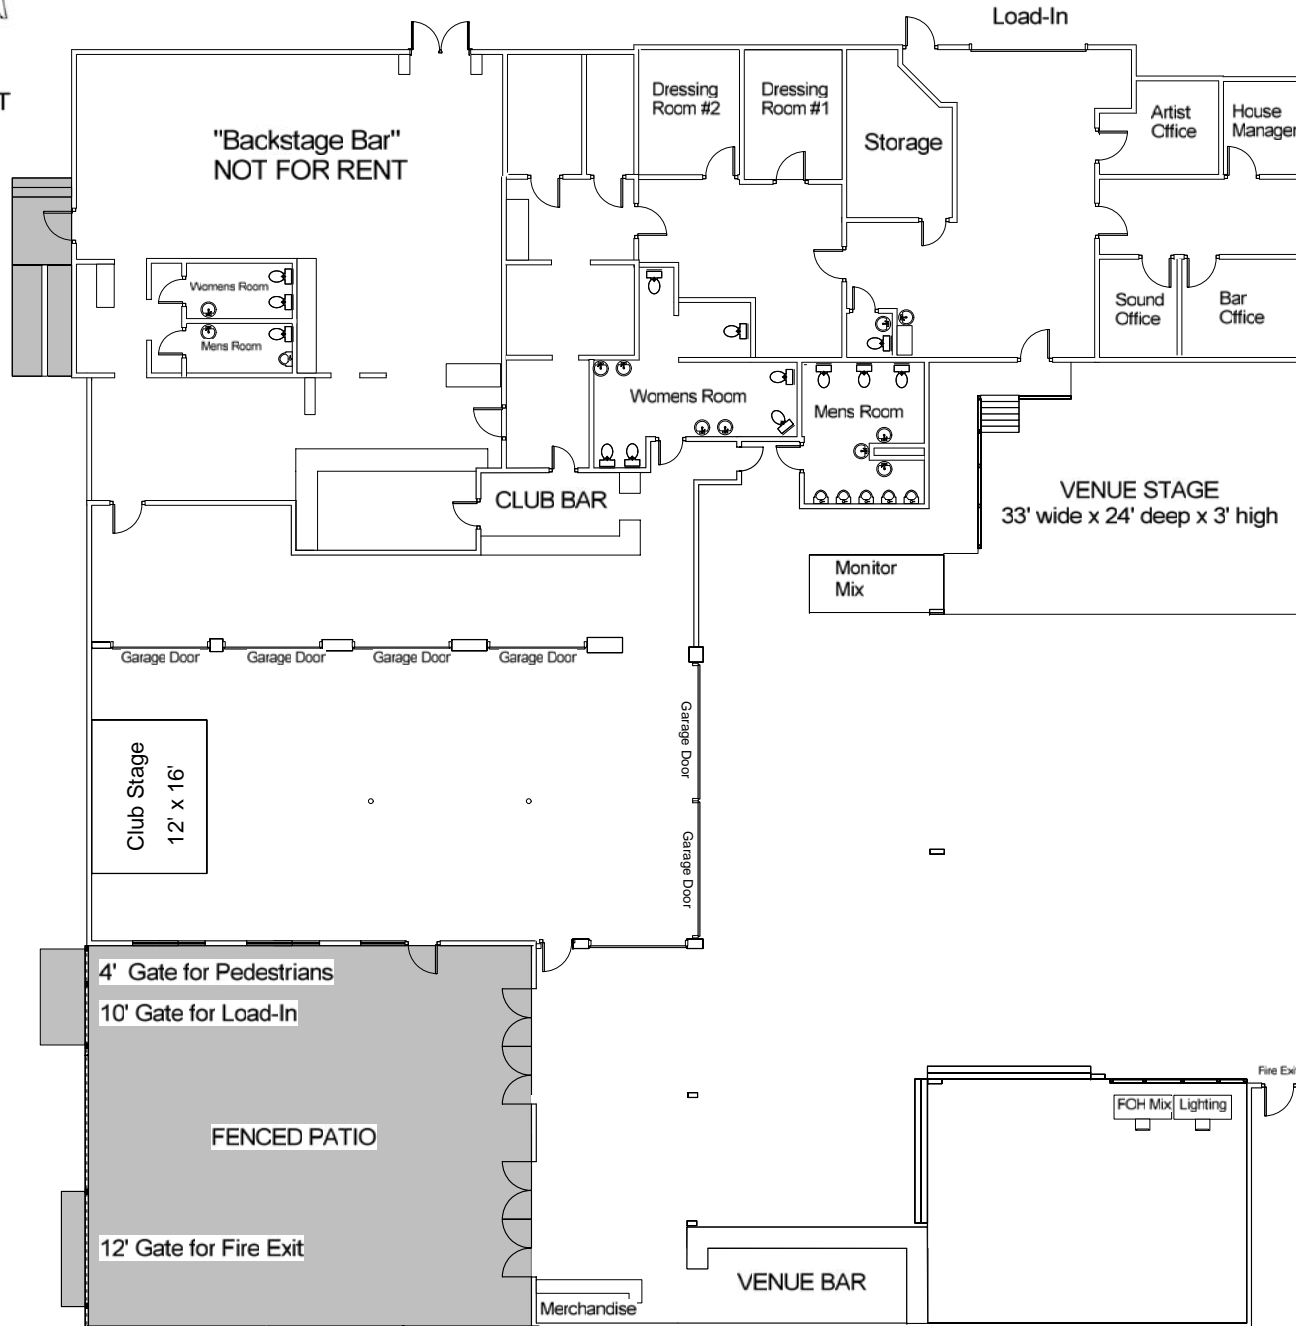 Load-In
T
Dressing
Room #2
Dressing
Room #1
Storage
Artist
Office
House
Manager
"Backstage Bar"
NOT FOR RENT
Womens Room
Mens Room
Sound
Office
Bar
Office
Womens Room
Mens Room
CLUB BAR
VENUE STAGE
33' wide x 24' deep x 3' high
Monitor
Mix
Garage Door
Garage Door
Garage Door
Garage Door
Garage Door
Garage Door
Club Stage
12' x 16'
4' Gate for Pedestrians
10' Gate for Load-In
FENCED PATIO
12' Gate for Fire Exit
Fire Exi
FOH Mix
Lighting
VENUE BAR
Merchandise